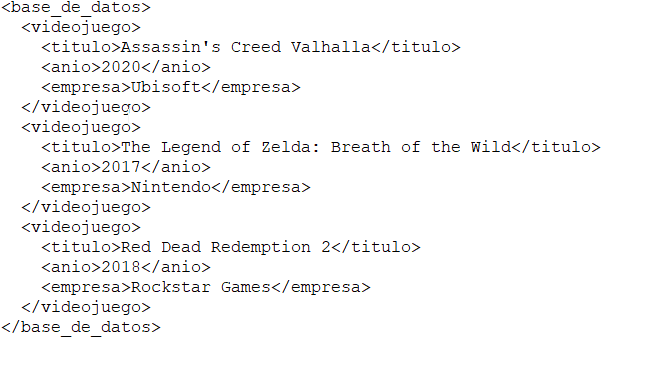 <base_de_datos>
  <videojuego>
    <titulo>Assassin's Creed Valhalla</titulo>
    <anio>2020</anio>
    <empresa>Ubisoft</empresa>
  </videojuego>
  <videojuego>
    <titulo>The Legend of Zelda: Breath of the Wild</titulo>
    <anio>2017</anio>
    <empresa>Nintendo</empresa>
  </videojuego>
  <videojuego>
    <titulo>Red Dead Redemption 2</titulo>
    <anio>2018</anio>
    <empresa>Rockstar Games</empresa>
  </videojuego>
</base_de_datos>